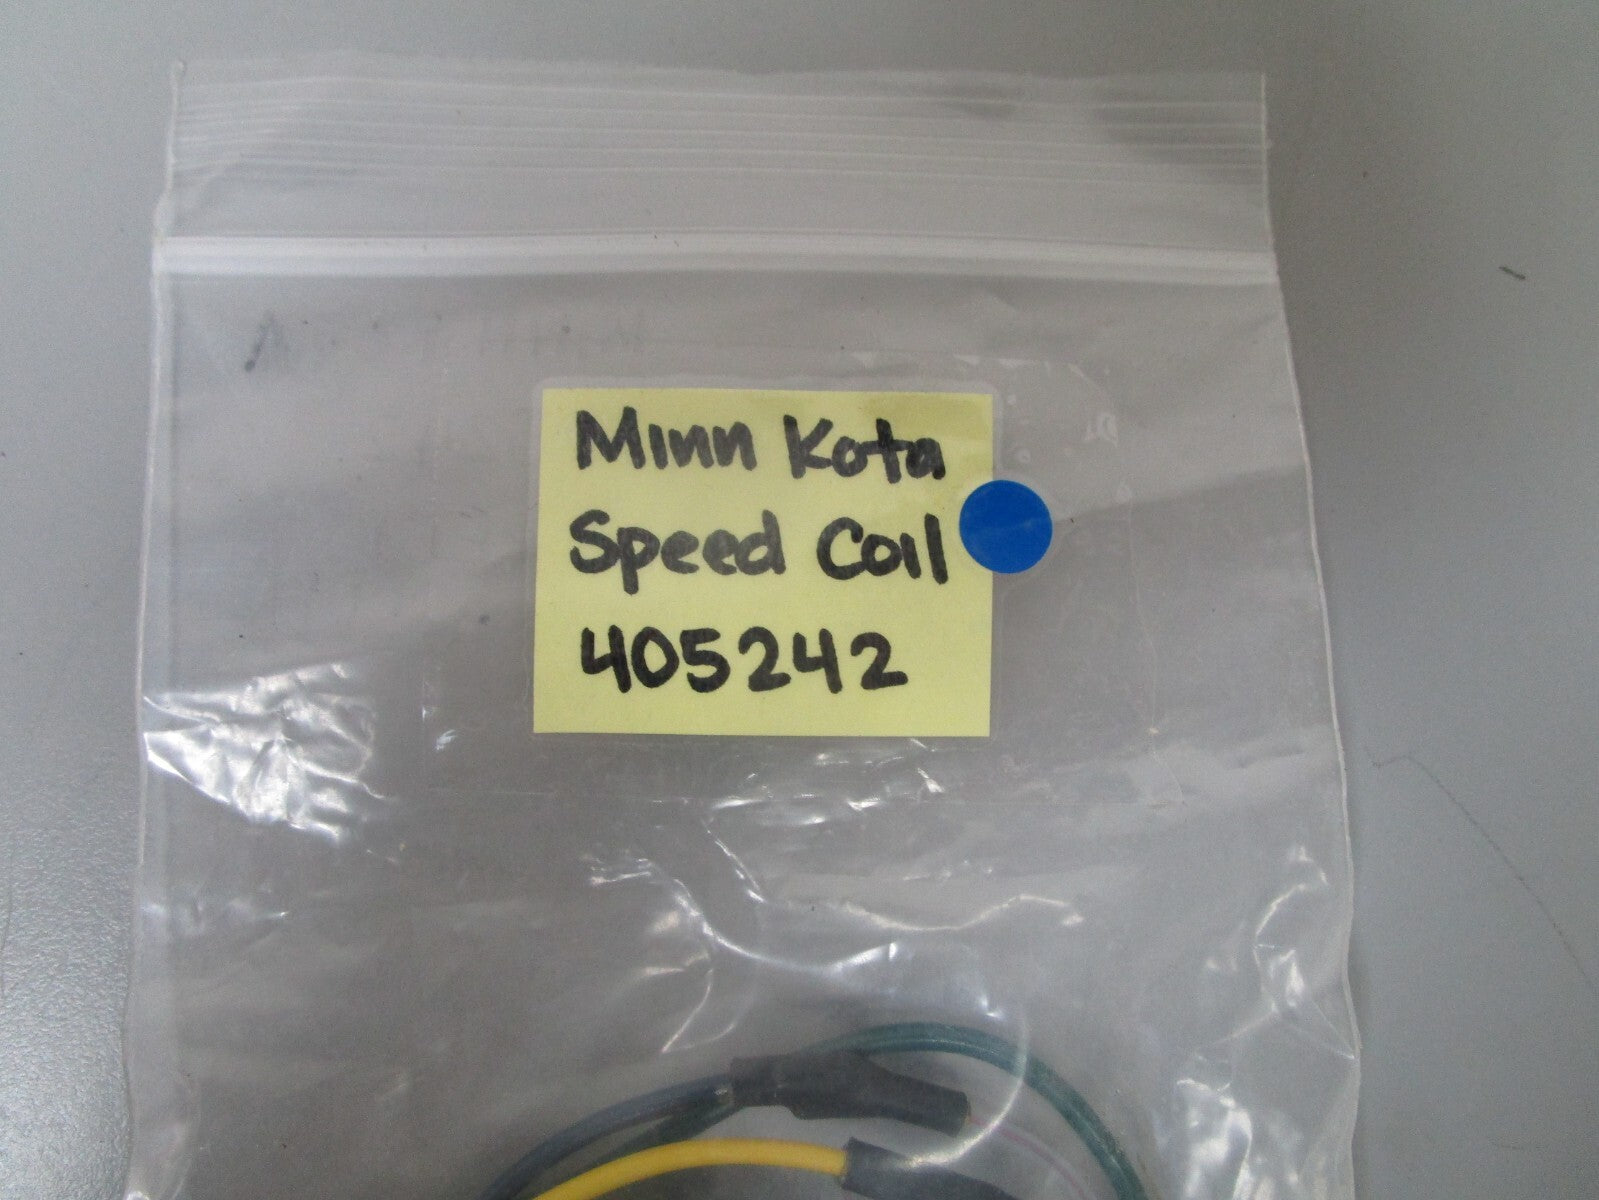 Minn Kota
Speed Coil
405242